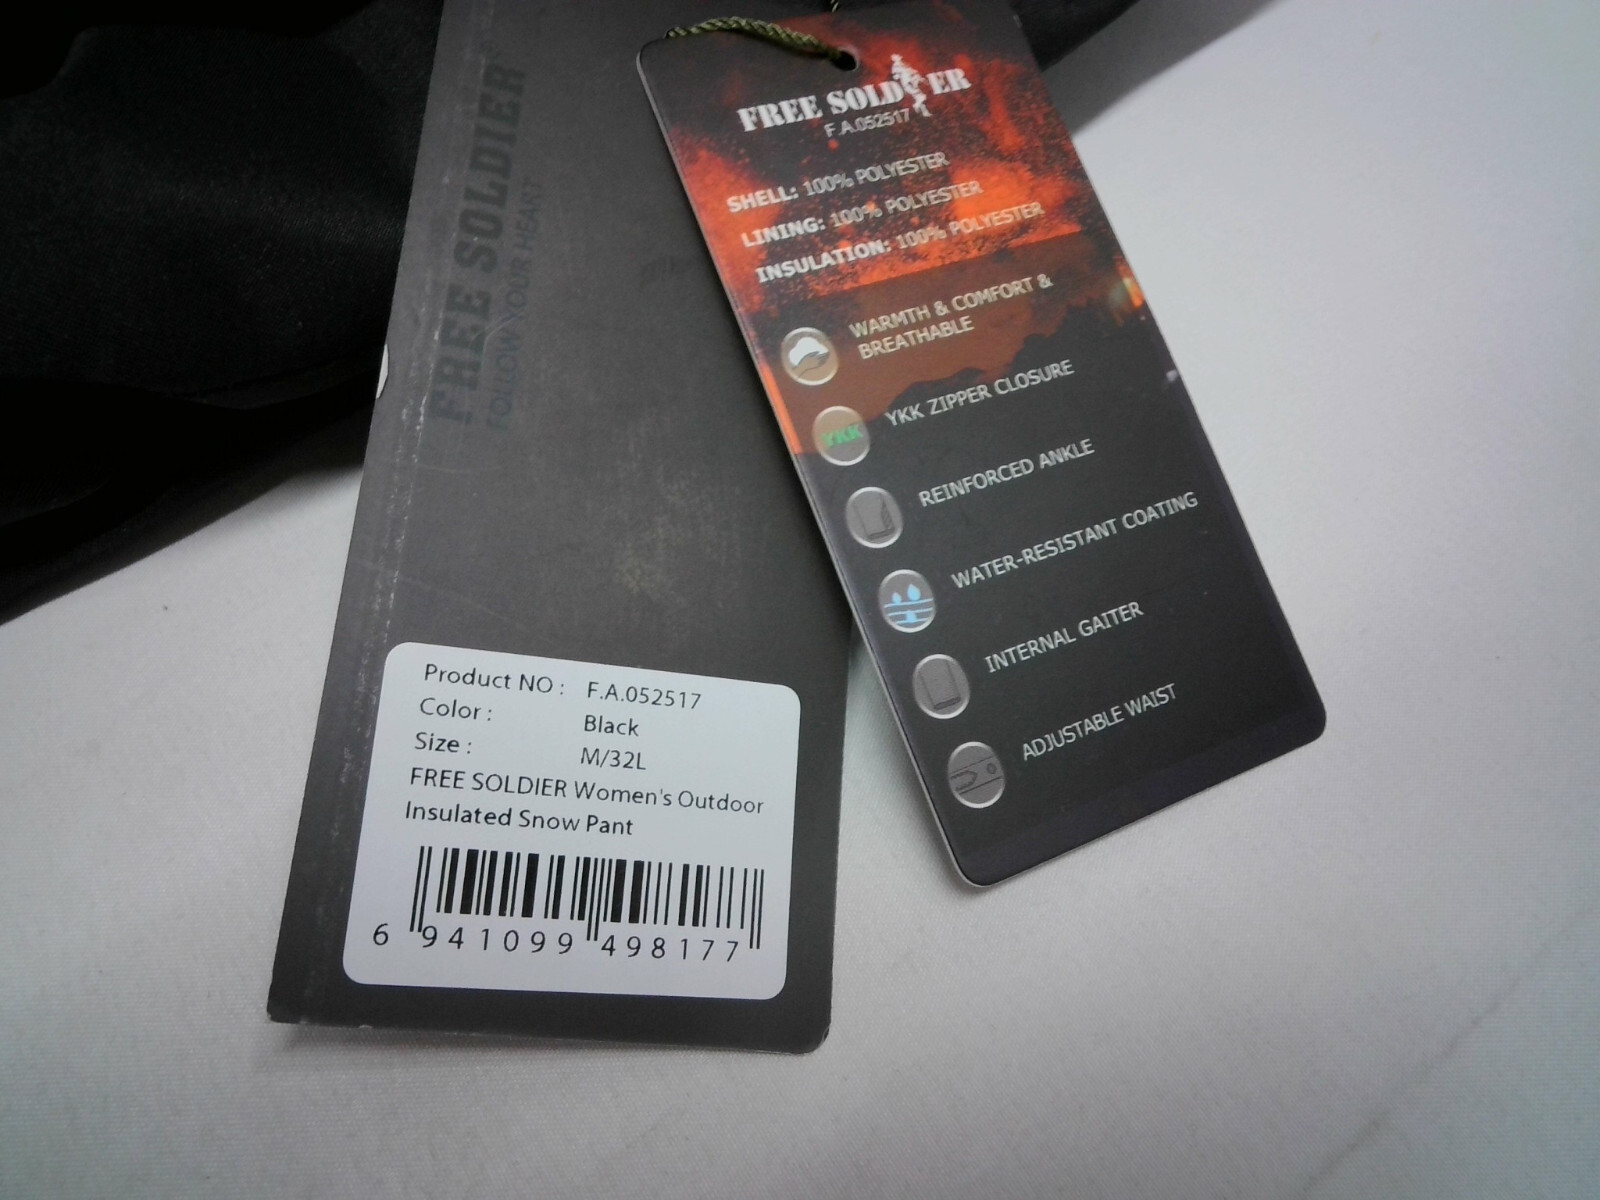 FREE SOLDIER
FOLLOW YOUR HEART
Product NO : F.A.052517
Color : Black
Size : M/32L
FREE SOLDIER Women's Outdoor
Insulated Snow Pant
6 941099 498177
FREE SOLDIER
F.A.052517
SHELL: 100% POLYESTER
LINING: 100% POLYESTER
INSULATION: 100% POLYESTER
WARMTH & COMFORT &
BREATHABLE
YKK
YKK ZIPPER CLOSURE
REINFORCED ANKLE
WATER-RESISTANT COATING
INTERNAL GAITER
ADJUSTABLE WAIST